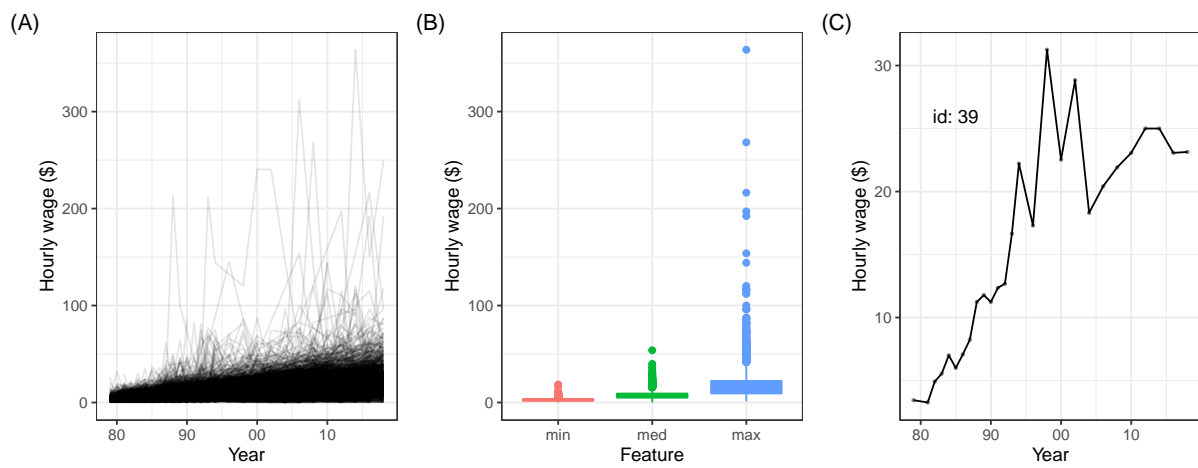 (A)
Hourly wage ($)
300
200
100
0
80 90 00 10
Year
(B)
Hourly wage ($)
300
200
100
0
min med max
Feature
(C)
Hourly wage ($)
30
20
10
id: 39
80 90 00 10
Year